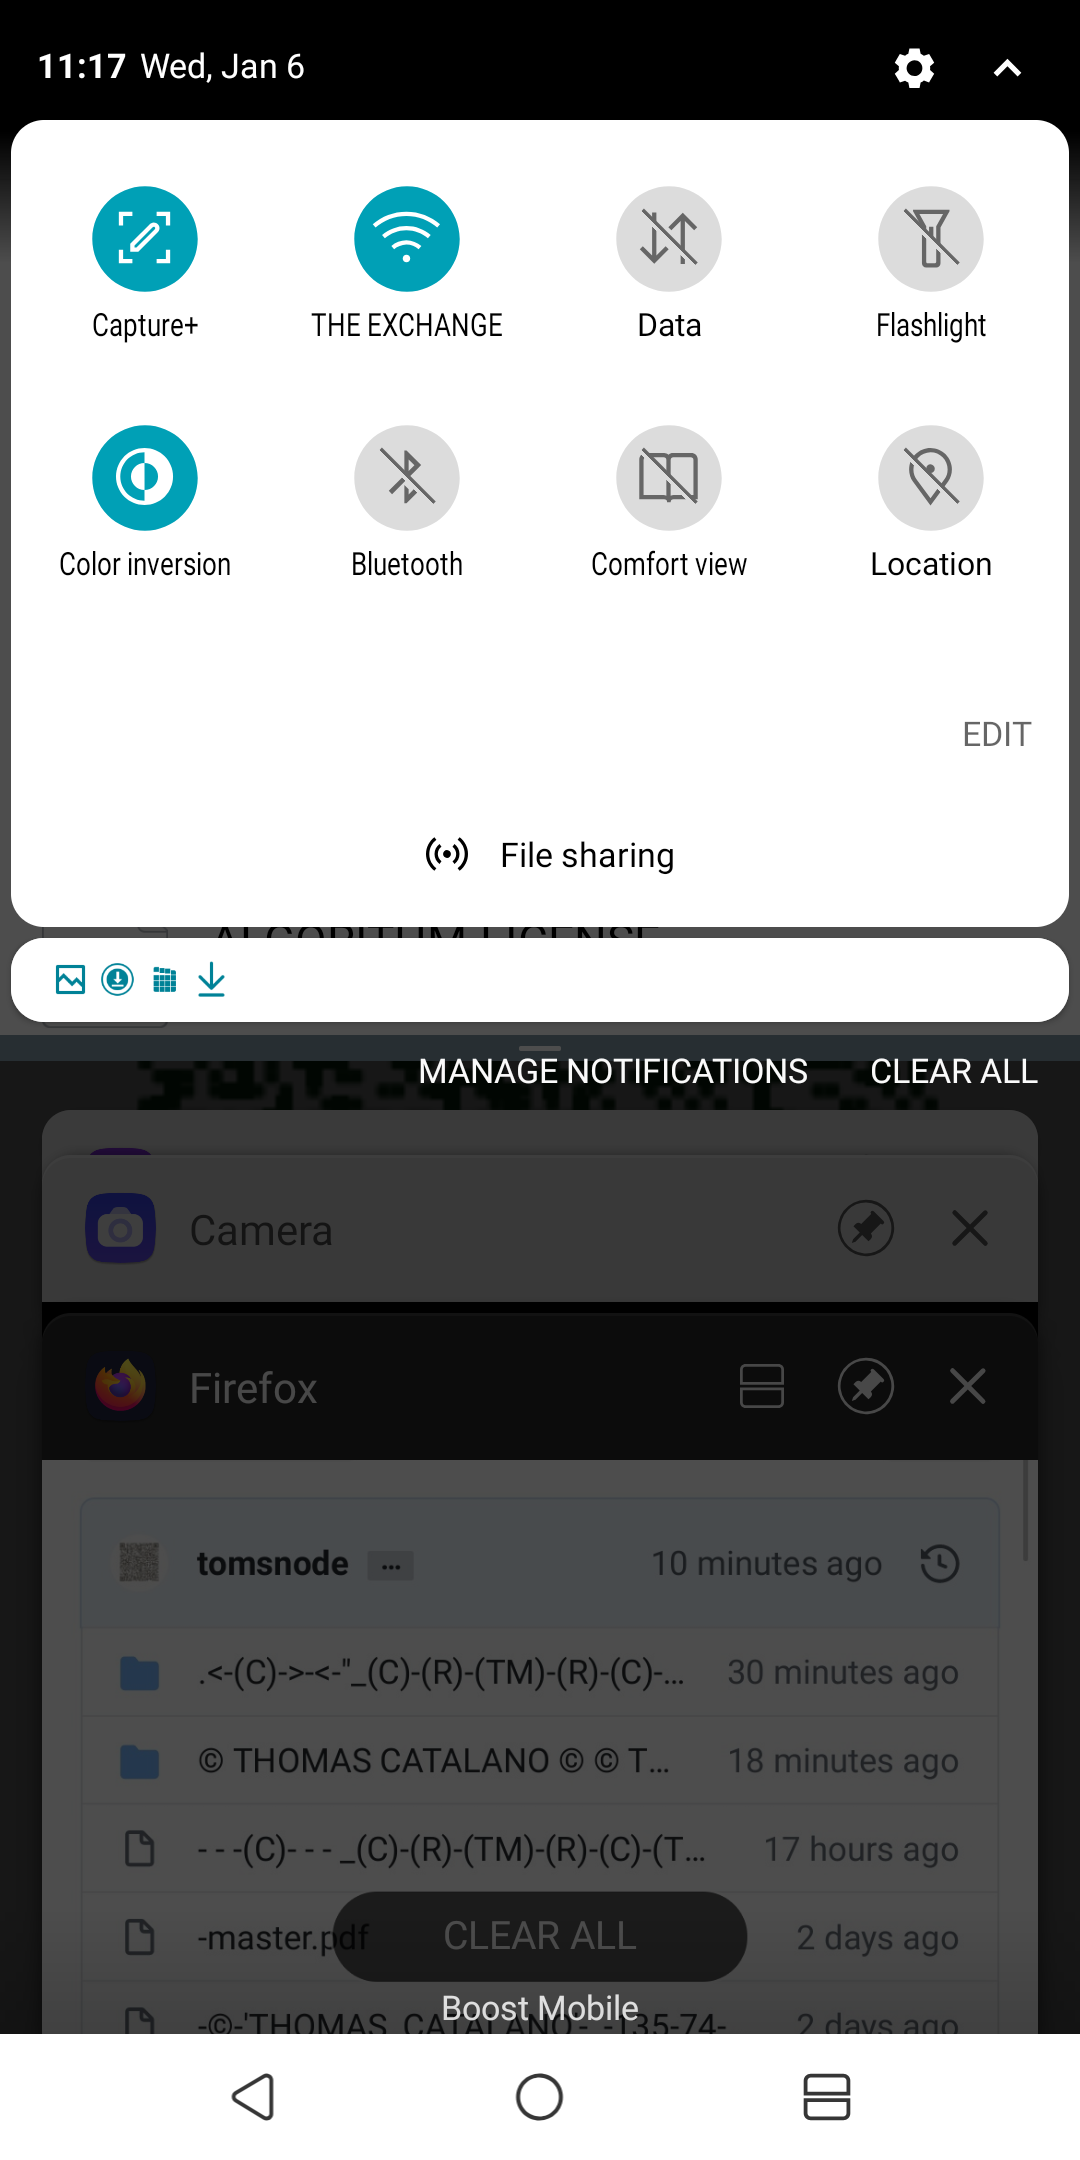 11:17 Wed, Jan 6
Capture+ THE EXCHANGE Data Flashlight
Color inversion Bluetooth Comfort view Location
EDIT
File sharing
ALGORITUM LICENSE
MANAGE NOTIFICATIONS CLEAR ALL
Camera
Firefox
tomsnode ... 10 minutes ago
.<-(C)->-<-"_(C)-(R)-(TM)-(R)-(C)-... 30 minutes ago
© THOMAS CATALANO © © T... 18 minutes ago
- - -(C)- - - _(C)-(R)-(TM)-(R)-(C)-(T... 17 hours ago
-master.pdf 2 days ago
CLEAR ALL
Boost Mobile
-©-'THOMAS CATALANO'- -135-74- 2 days ago